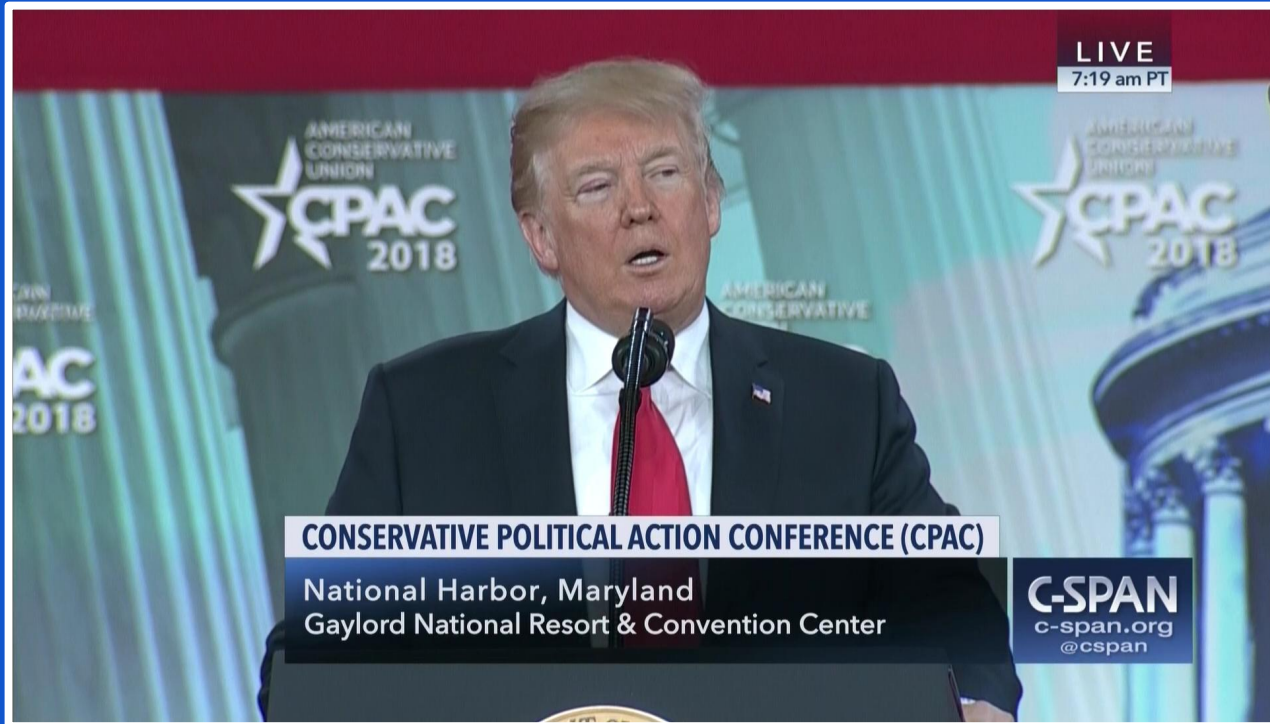 LIVE
7:19 am PT
AMERICAN
CONSERVATIVE
UNION
CPAC
2018
AMERICAN
CONSERVATIVE
UNION
CPAC
2018
AC
2018
AMERICAN
CONSERVATIVE
CONSERVATIVE POLITICAL ACTION CONFERENCE (CPAC)
National Harbor, Maryland
Gaylord National Resort & Convention Center
C-SPAN
c-span.org
@cspan